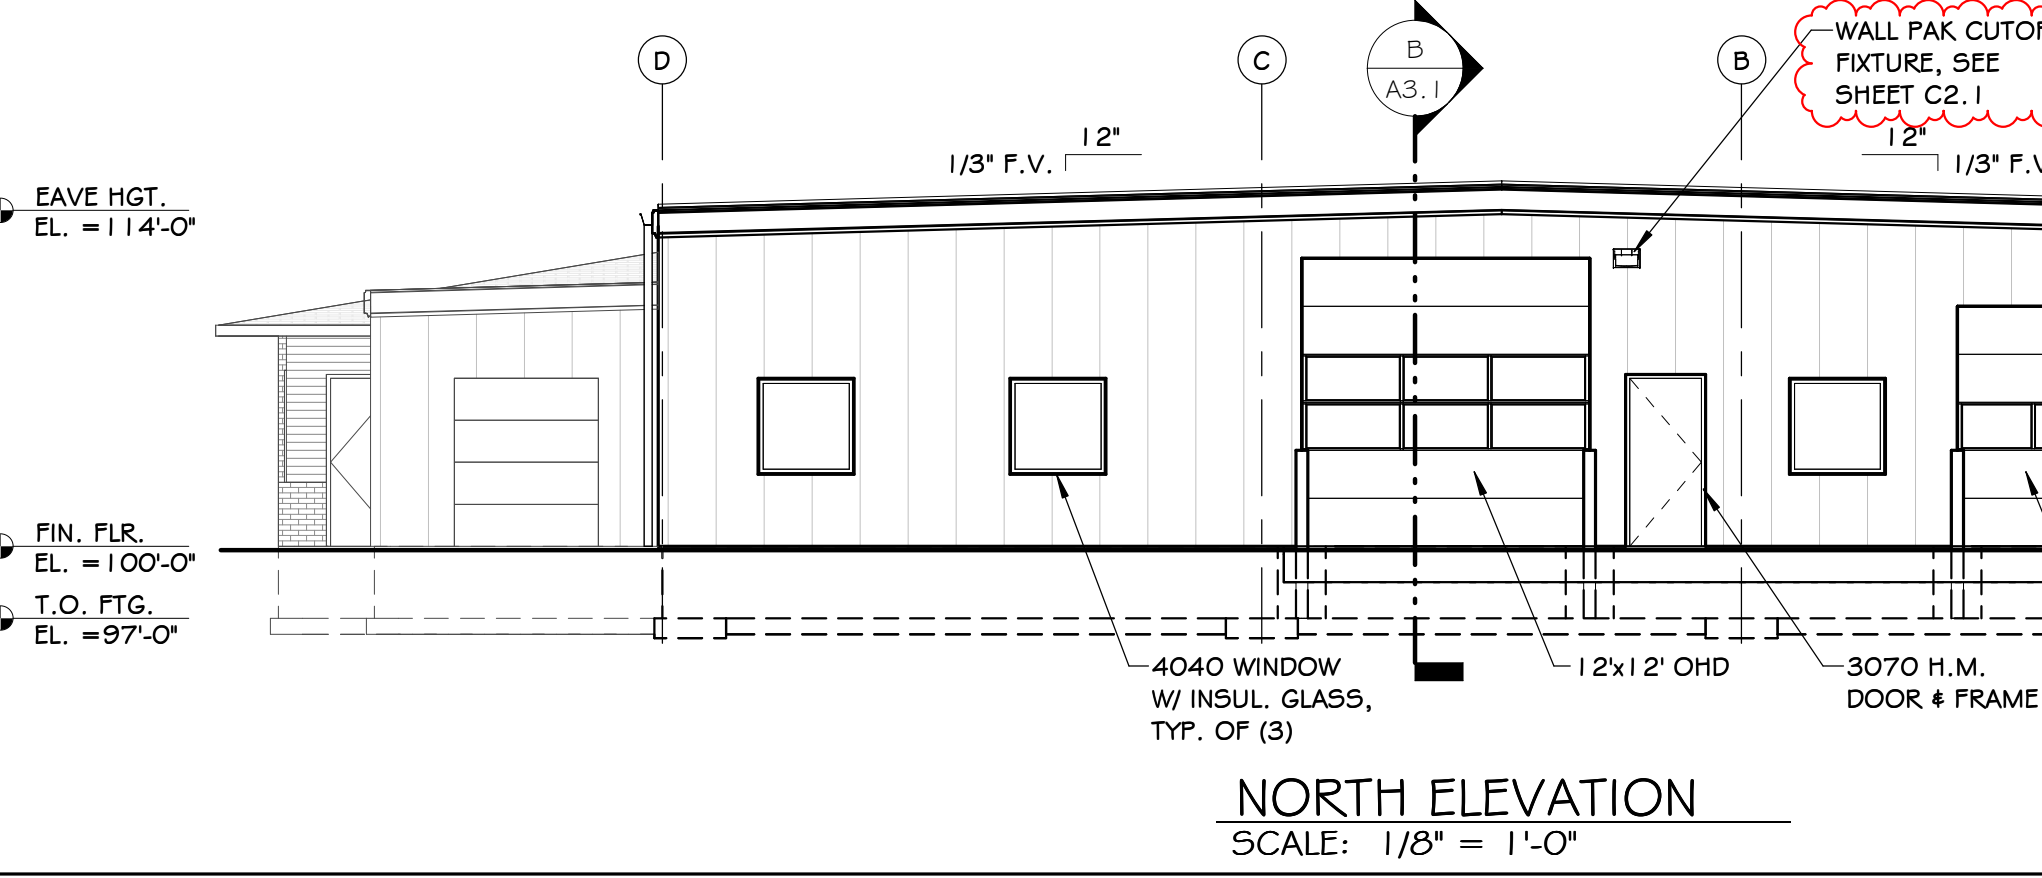 D
C
B
A3.1
B
WALL PAK CUTOF
FIXTURE, SEE
SHEET C2.1
12"
1/3" F.V.
12"
1/3" F.V
EAVE HGT.
EL. =114'-0"
FIN. FLR.
EL. =100'-0"
T.O. FTG.
EL. =97'-0"
4040 WINDOW
W/ INSUL. GLASS,
TYP. OF (3)
12'x12' OHD
3070 H.M.
DOOR & FRAME
NORTH ELEVATION
SCALE: 1/8" = 1'-0"